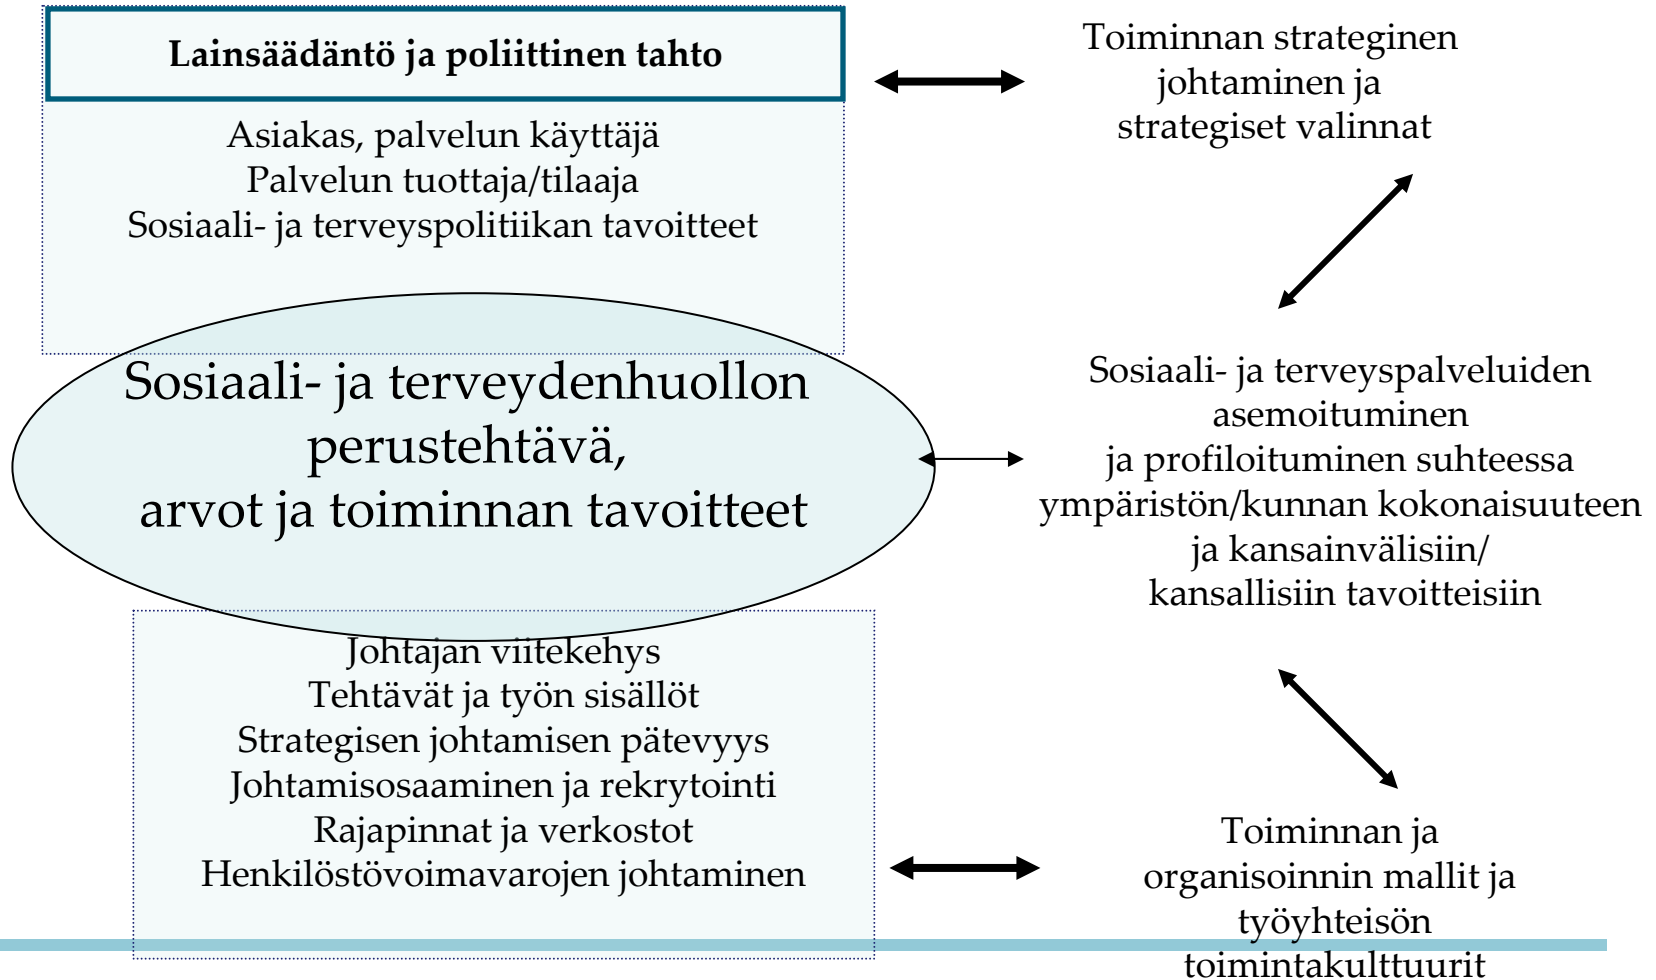 Lainsäädäntö ja poliittinen tahto
Asiakas, palvelun käyttäjä
Palvelun tuottaja/tilaaja
Sosiaali- ja terveyspolitiikan tavoitteet
Sosiaali- ja terveydenhuollon
perustehtävä,
arvot ja toiminnan tavoitteet
Johtajan viitekehys
Tehtävät ja työn sisällöt
Strategisen johtamisen pätevyys
Johtamisosaaminen ja rekrytointi
Rajapinnat ja verkostot
Henkilöstövoimavarojen johtaminen
Toiminnan strateginen
johtaminen ja
strategiset valinnat
Sosiaali- ja terveyspalveluiden
asemoituminen
ja profiloituminen suhteessa
ympäristön/kunnan kokonaisuuteen
ja kansainvälisiin/
kansallisiin tavoitteisiin
Toiminnan ja
organisoinnin mallit ja
työyhteisön
toimintakulttuurit